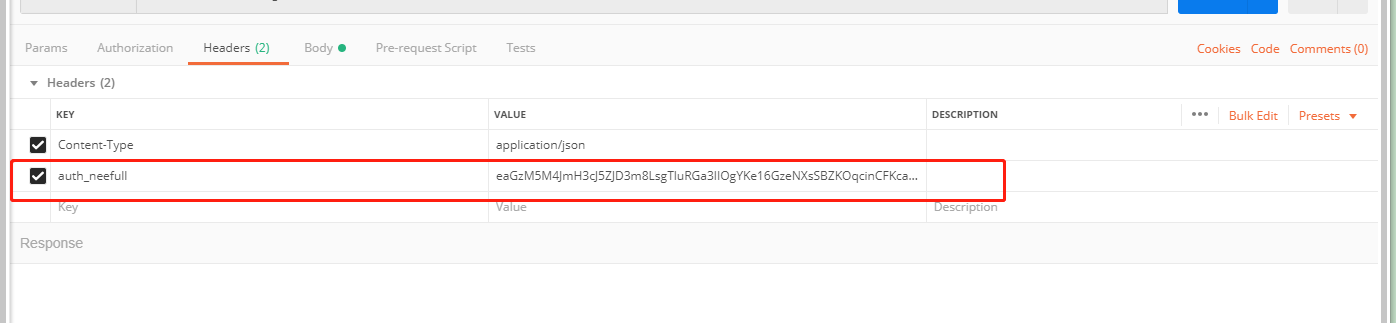 Params Authorization Headers (2) Body Pre-request Script Tests Cookies Code Comments (0)
Headers (2)
KEY VALUE DESCRIPTION ••• Bulk Edit Presets
Content-Type application/json
auth_neefull eaGzM5M4JmH3cJ5ZJD3m8LsgTluRGa3IIOgYKe16GzeNXsSBZKOqcinCFKca...
Key Value Description
Response